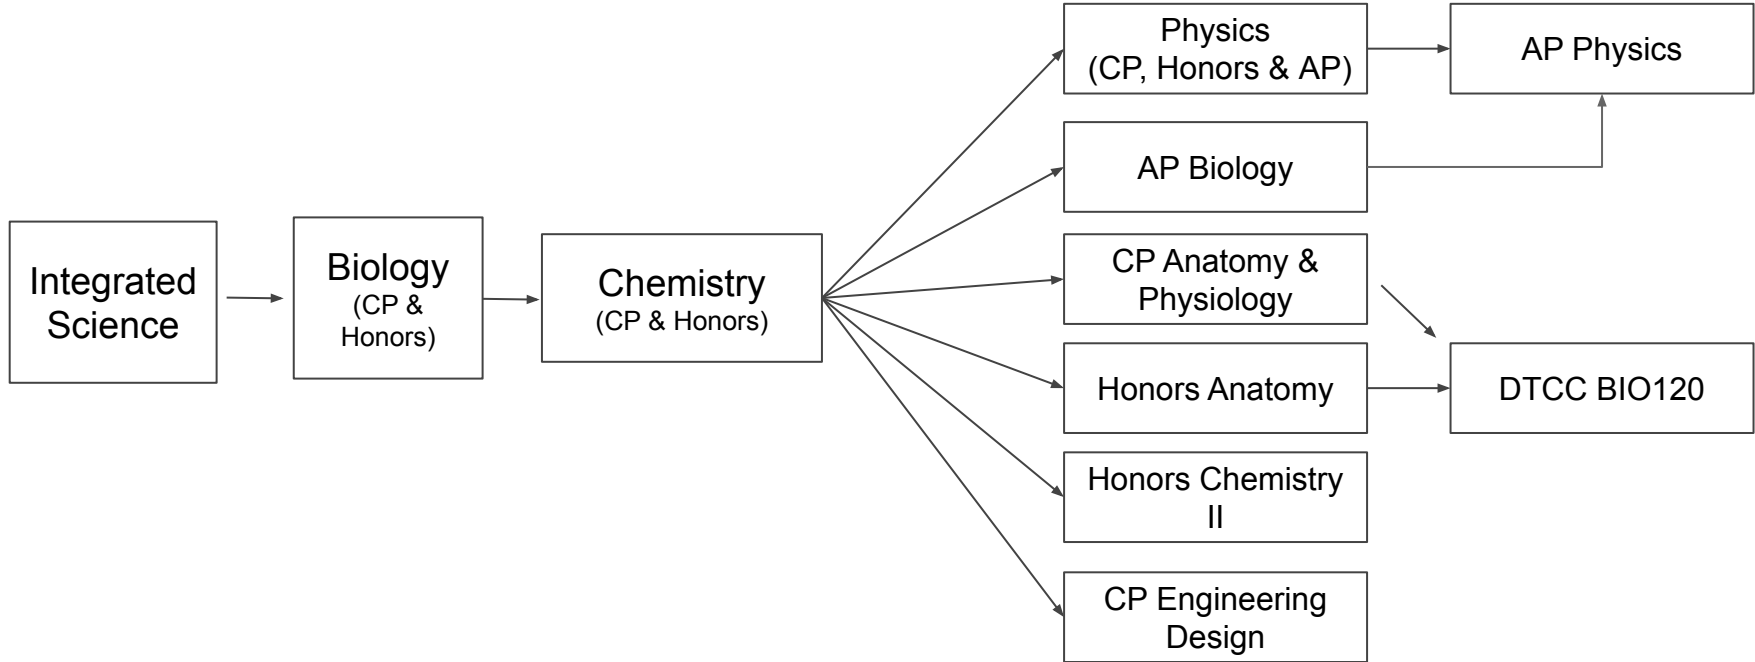 Integrated
Science
Biology
(CP &
Honors)
Chemistry
(CP & Honors)
Physics
(CP, Honors & AP)
AP Physics
AP Biology
CP Anatomy &
Physiology
Honors Anatomy
DTCC BIO120
Honors Chemistry
II
CP Engineering
Design